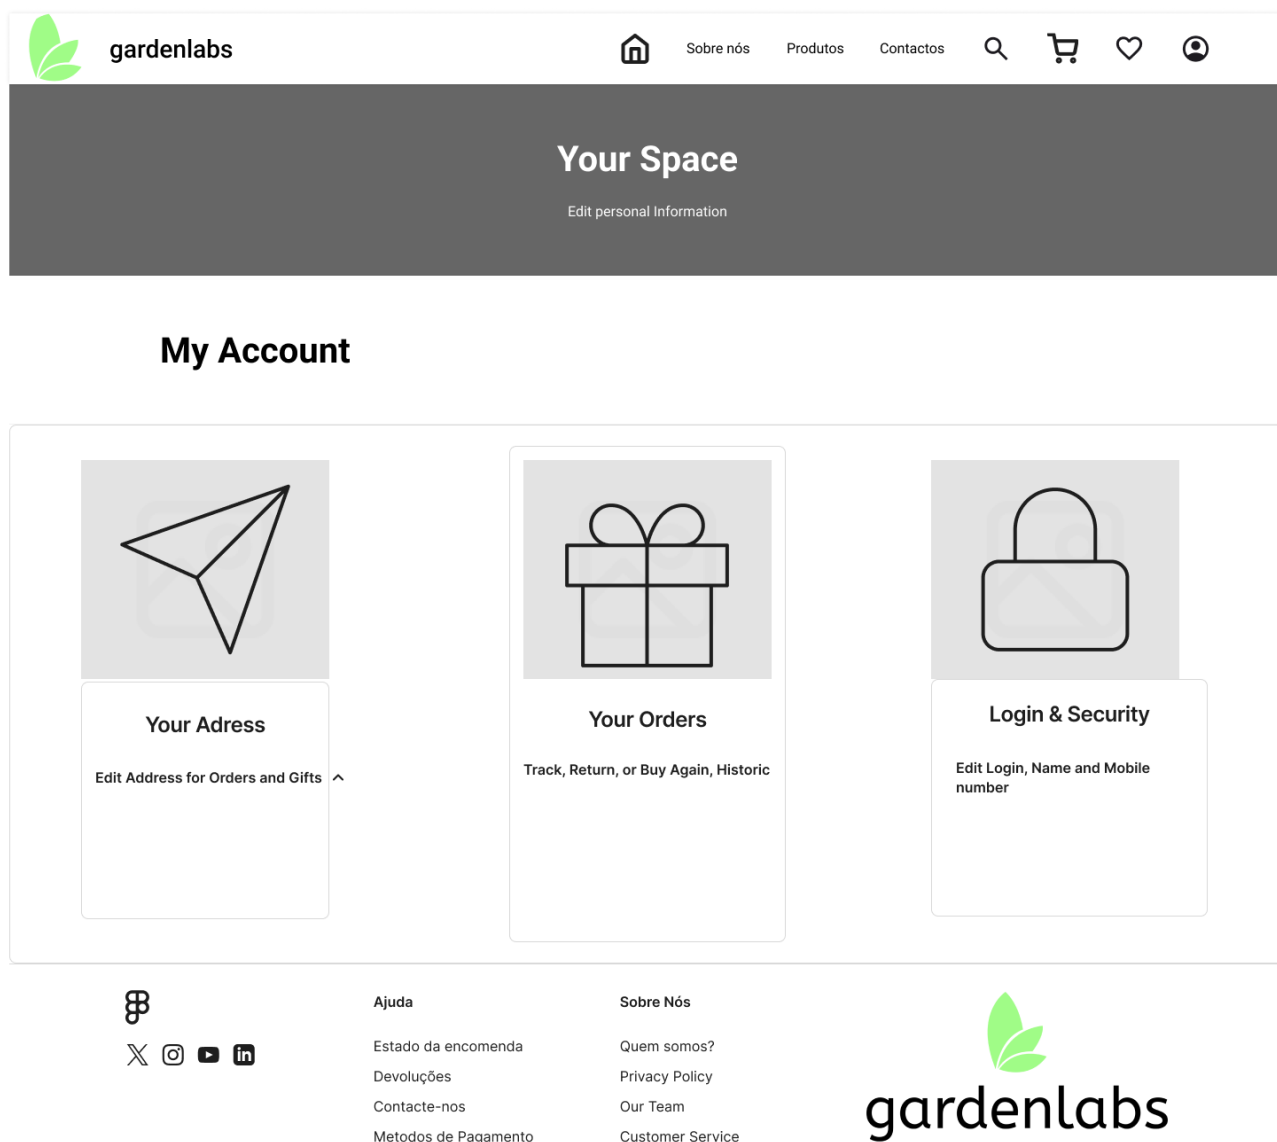 gardenlabs
Sobre nós
Produtos
Contactos
Your Space
Edit personal Information
My Account
Your Adress
Edit Address for Orders and Gifts
Your Orders
Track, Return, or Buy Again, Historic
Login & Security
Edit Login, Name and Mobile
number
Ajuda
Estado da encomenda
Devoluções
Contacte-nos
Metodos de Pagamento
Sobre Nós
Quem somos?
Privacy Policy
Our Team
Customer Service
gardenlabs